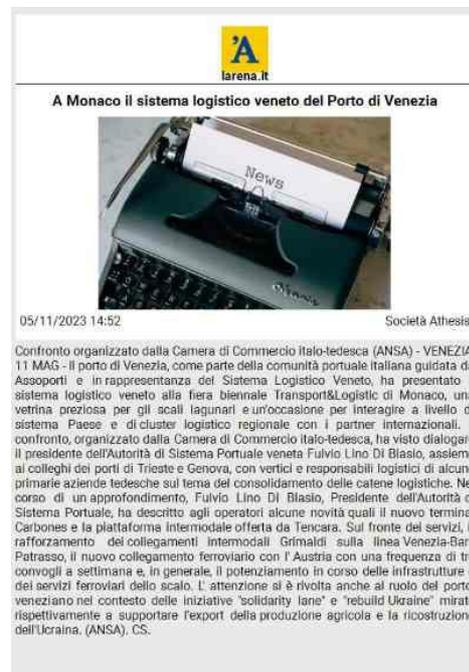 'A
larena.it
A Monaco il sistema logistico veneto del Porto di Venezia
News
Olympia
05/11/2023 14:52
Società Athesis
Confronto organizzato dalla Camera di Commercio italo-tedesca (ANSA) - VENEZIA
11 MAG - Il porto di Venezia, come parte della comunità portuale italiana guidata da
Assoporti e in rappresentanza del Sistema Logistico Veneto, ha presentato
sistema logistico veneto alla fiera biennale Transport&Logistic di Monaco, una
vetrina preziosa per gli scali lagunari e un'occasione per interagire a livello di
sistema Paese e di cluster logistico regionale con i partner internazionali.
confronto, organizzato dalla Camera di Commercio italo-tedesca, ha visto dialogare
il presidente dell'Autorità di Sistema Portuale veneta Fulvio Lino Di Blasio, assieme
ai colleghi dei porti di Trieste e Genova, con vertici e responsabili logistici di alcune
primarie aziende tedesche sul tema del consolidamento delle catene logistiche. Nel
corso di un approfondimento, Fulvio Lino Di Blasio, Presidente dell'Autorità di
Sistema Portuale, ha descritto agli operatori alcune novità quali il nuovo terminal
Carbones e la piattaforma intermodale offerta da Tencara. Sul fronte dei servizi, il
rafforzamento dei collegamenti intermodali Grimaldi sulla linea Venezia-Bari
Patrasso, il nuovo collegamento ferroviario con l' Austria con una frequenza di tre
convogli a settimana e, in generale, il potenziamento in corso delle infrastrutture e
dei servizi ferroviari dello scalo. L' attenzione si è rivolta anche al ruolo del porto
veneziano nel contesto delle iniziative "solidarity lane" e "rebuild Ukraine" mirate
rispettivamente a supportare l'export della produzione agricola e la ricostruzione
dell'Ucraina. (ANSA). CS.